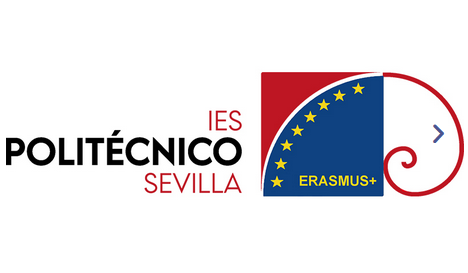 IES
POLITÉCNICO
SEVILLA
ERASMUS+